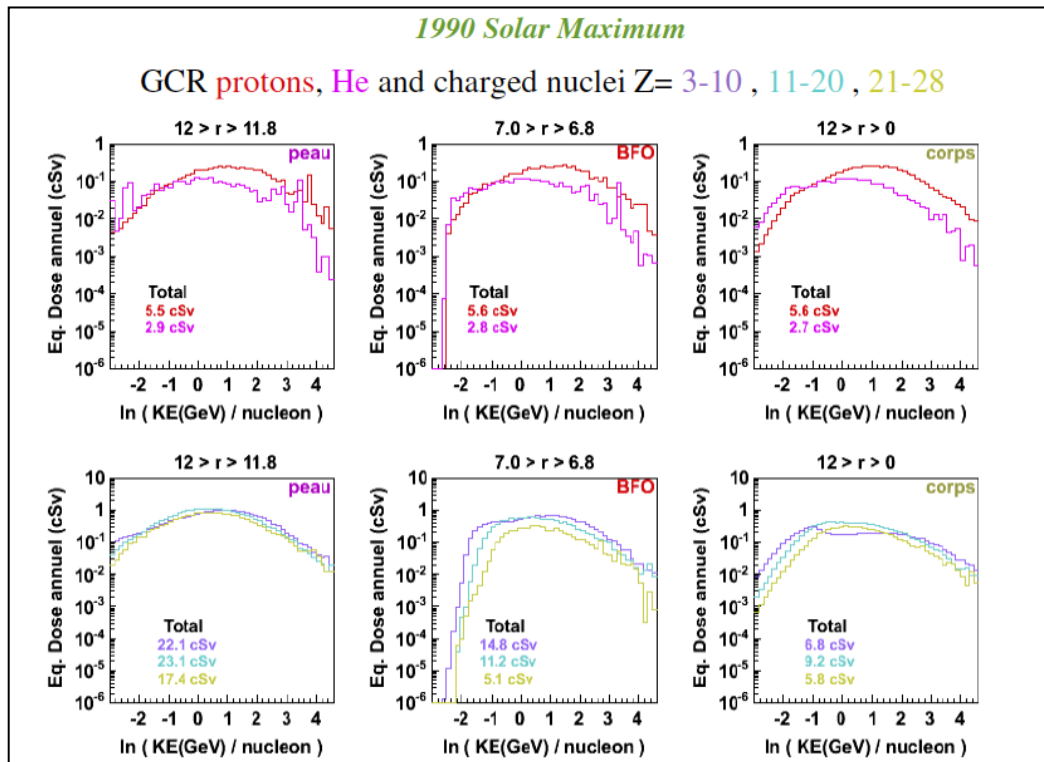 1990 Solar Maximum
GCR protons, He and charged nuclei Z= 3-10 , 11-20 , 21-28
12 > r > 11.8
peau
Eq. Dose annuel (cSv)
1
10-1
10-2
10-3
10-4
10-5
10-6
Total
5.5 cSv
2.9 cSv
-2 -1 0 1 2 3 4
ln ( KE(GeV) / nucleon )
7.0 > r > 6.8
BFO
Eq. Dose annuel (cSv)
1
10-1
10-2
10-3
10-4
10-5
10-6
Total
5.6 cSv
2.8 cSv
-2 -1 0 1 2 3 4
ln ( KE(GeV) / nucleon )
12 > r > 0
corps
Eq. Dose annuel (cSv)
1
10-1
10-2
10-3
10-4
10-5
10-6
Total
5.6 cSv
2.7 cSv
-2 -1 0 1 2 3 4
ln ( KE(GeV) / nucleon )
12 > r > 11.8
peau
Eq. Dose annuel (cSv)
10
1
10-1
10-2
10-3
10-4
10-5
10-6
Total
22.1 cSv
23.1 cSv
17.4 cSv
-2 -1 0 1 2 3 4
ln ( KE(GeV) / nucleon )
7.0 > r > 6.8
BFO
Eq. Dose annuel (cSv)
10
1
10-1
10-2
10-3
10-4
10-5
10-6
Total
14.8 cSv
11.2 cSv
5.1 cSv
-2 -1 0 1 2 3 4
ln ( KE(GeV) / nucleon )
12 > r > 0
corps
Eq. Dose annuel (cSv)
10
1
10-1
10-2
10-3
10-4
10-5
10-6
Total
6.8 cSv
9.2 cSv
5.8 cSv
-2 -1 0 1 2 3 4
ln ( KE(GeV) / nucleon )